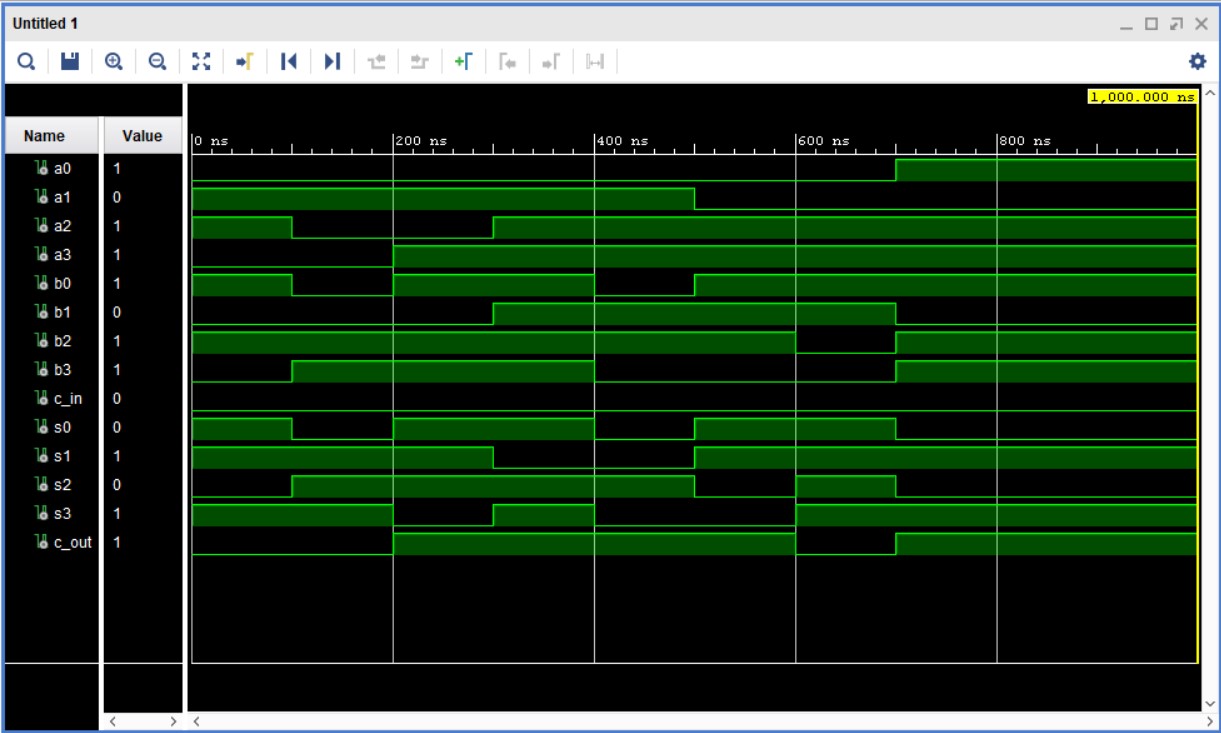 Untitled 1
1,000.000 ns
Name Value
0 ns 200 ns 400 ns 600 ns 800 ns
a0 1
a1 0
a2 1
a3 1
b0 1
b1 0
b2 1
b3 1
c_in 0
s0 0
s1 1
s2 0
s3 1
c_out 1